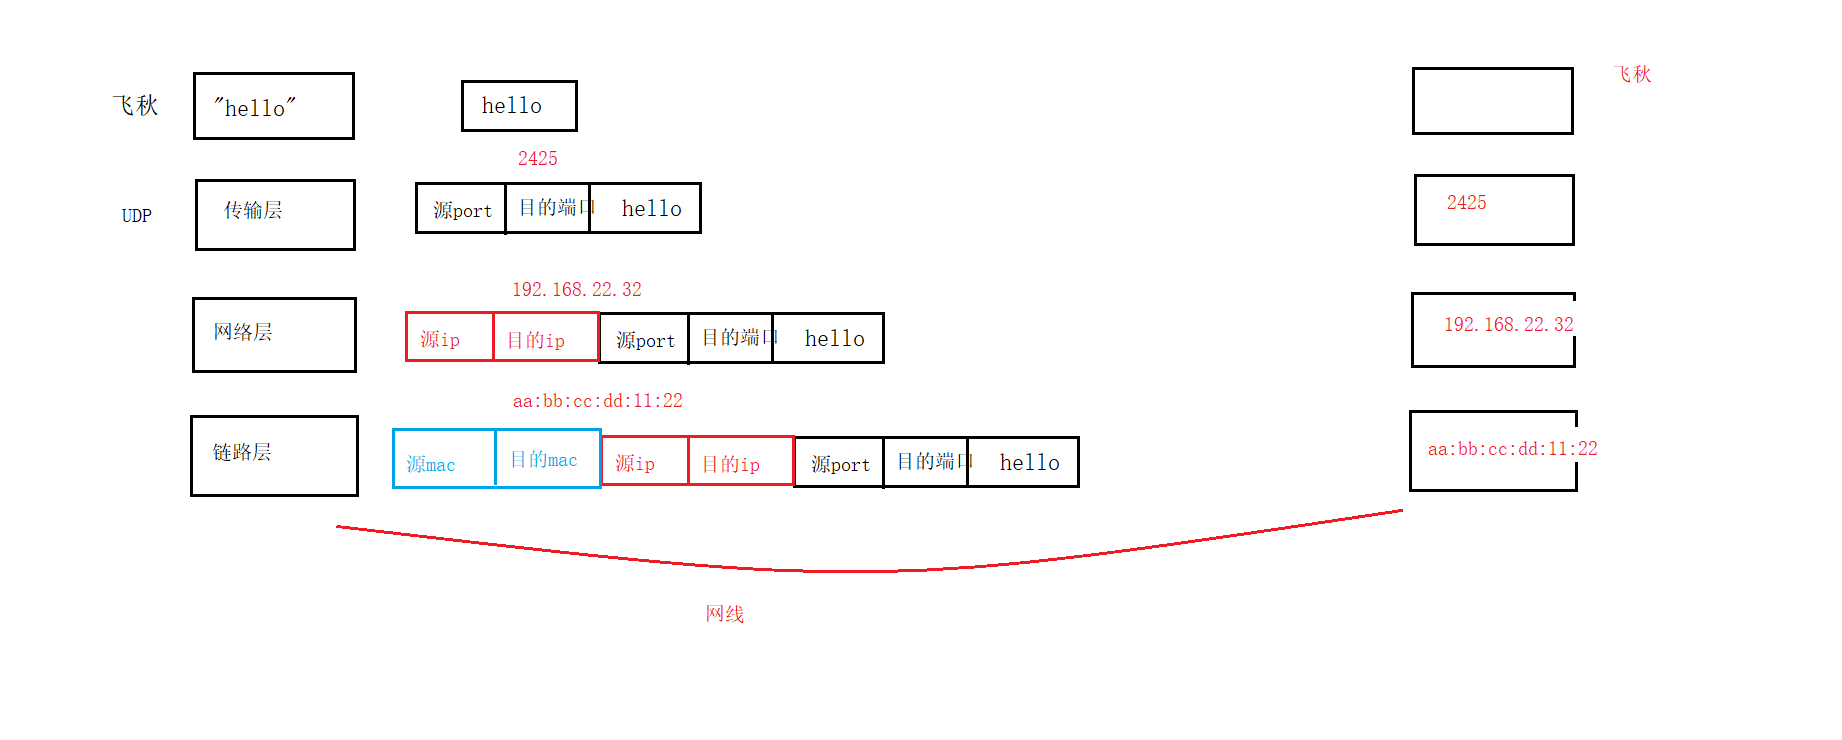 飞秋
"hello"
hello
飞秋
2425
UDP
传输层
源port
目的端口
hello
2425
192.168.22.32
网络层
源ip
目的ip
源port
目的端口
hello
192.168.22.32
aa:bb:cc:dd:11:22
链路层
源mac
目的mac
源ip
目的ip
源port
目的端口
hello
aa:bb:cc:dd:11:22
网线